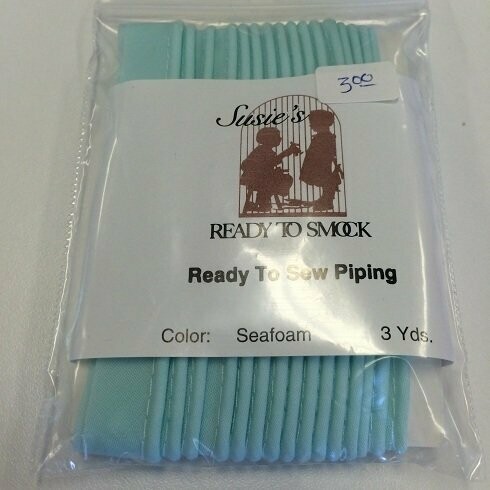 3.00
Susie's
READY TO SMOCK
Ready To Sew Piping
Color: Seafoam 3 Yds.